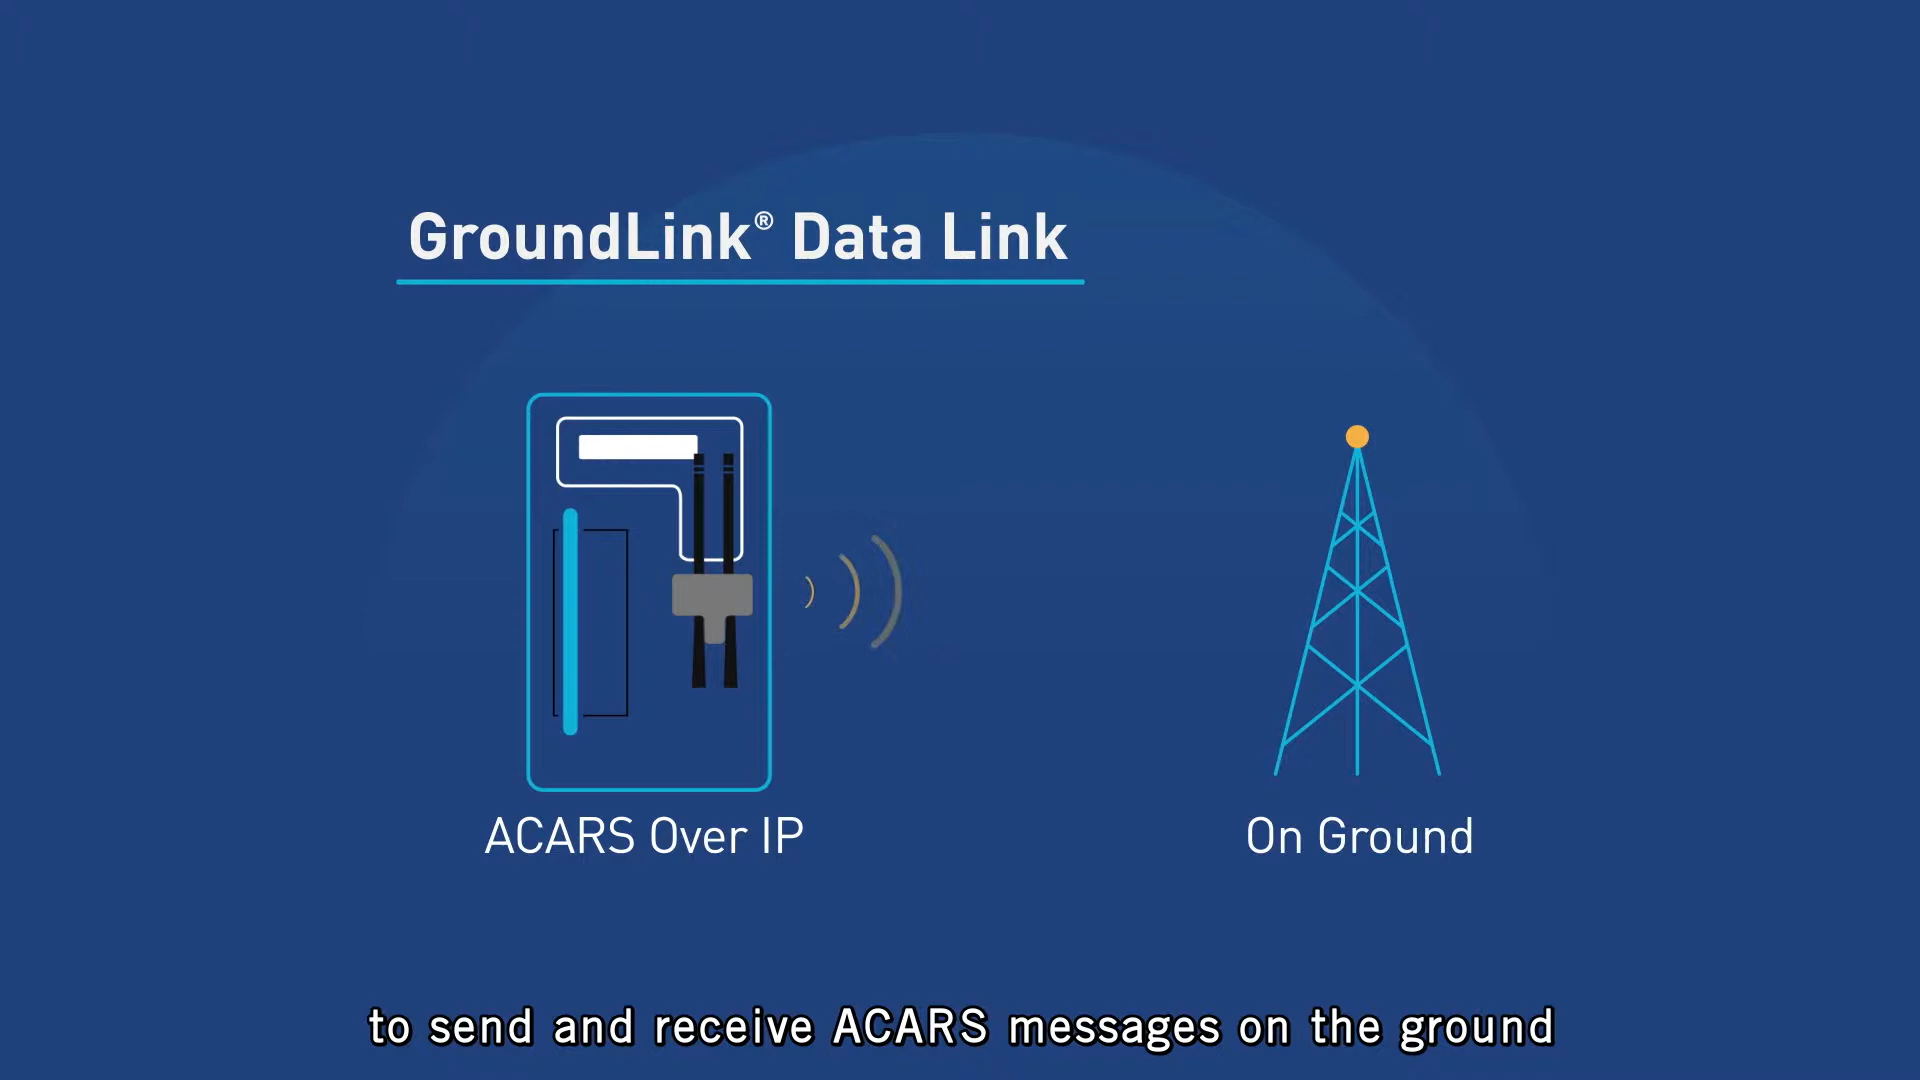 GroundLink® Data Link
ACARS Over IP
On Ground
to send and receive ACARS messages on the ground